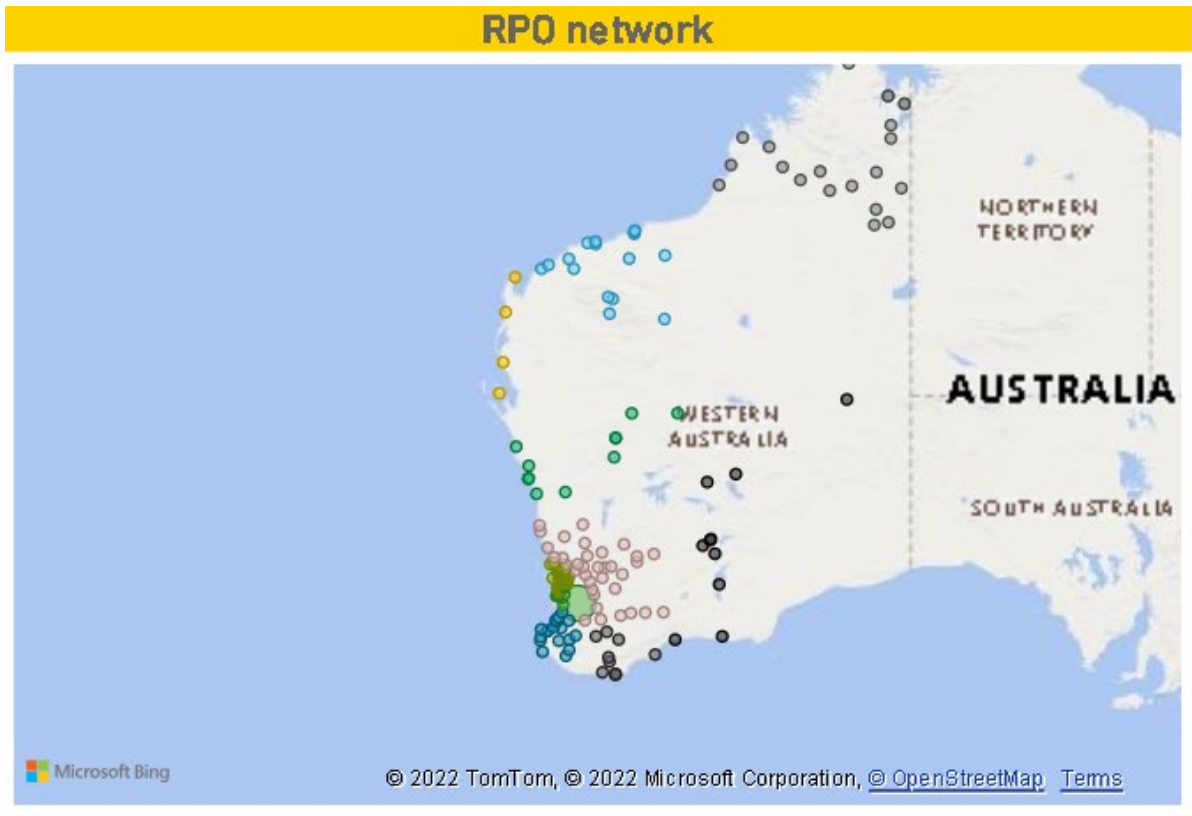 RPO network
NORTHERN
TERRITORY
AUSTRALIA
WESTERN
AUSTRALIA
SOUTH AUSTRALIA
Microsoft Bing
© 2022 TomTom, © 2022 Microsoft Corporation, © OpenStreetMap Terms